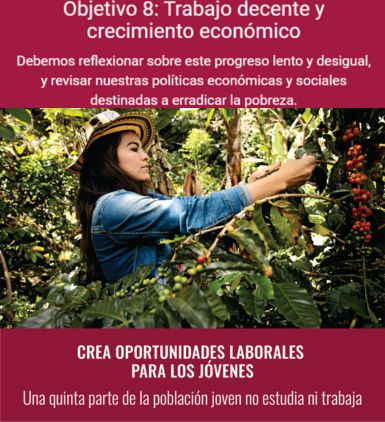 Objetivo 8: Trabajo decente y
crecimiento económico
Debemos reflexionar sobre este progreso lento y desigual,
y revisar nuestras políticas económicas y sociales
destinadas a erradicar la pobreza.
CREA OPORTUNIDADES LABORALES
PARA LOS JÓVENES
Una quinta parte de la población joven no estudia ni trabaja